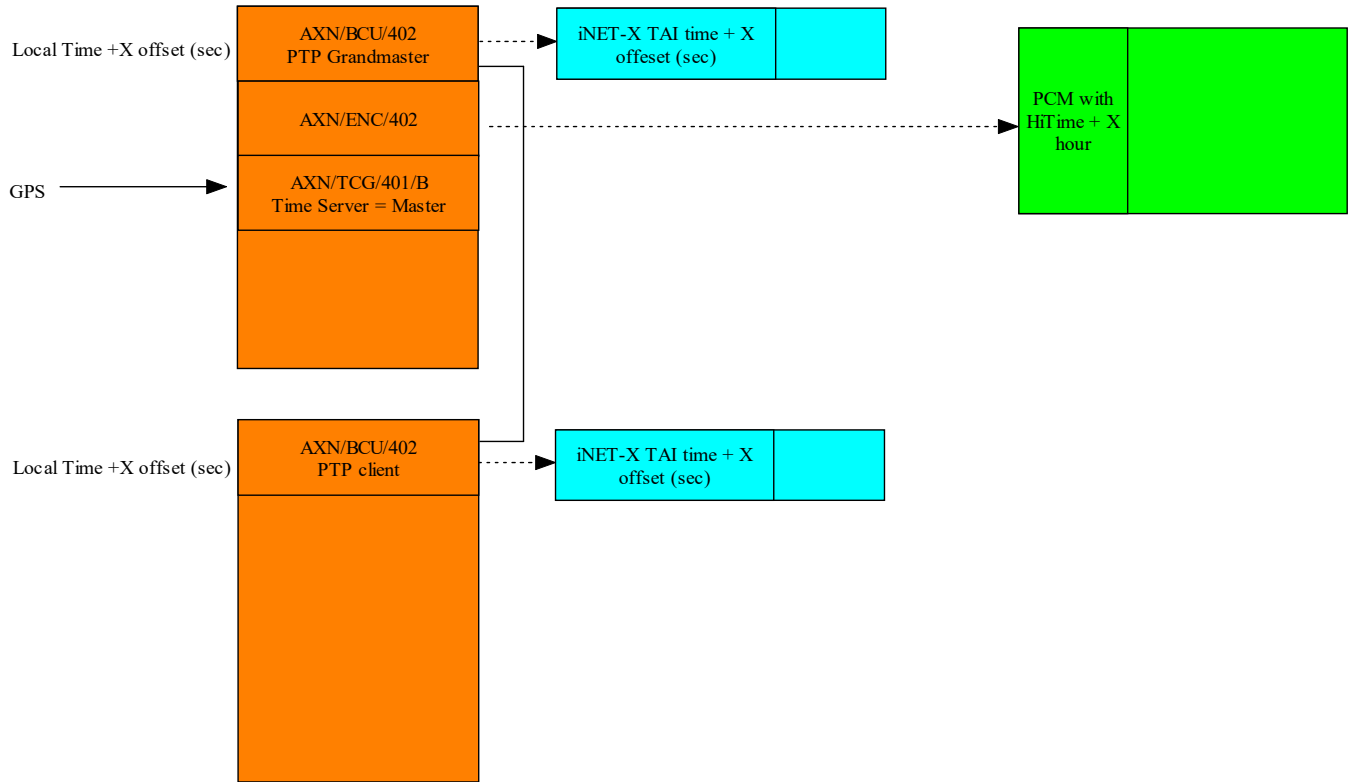 Local Time +X offset (sec)
AXN/BCU/402
PTP Grandmaster
iNET-X TAI time + X
offeset (sec)
AXN/ENC/402
PCM with
HiTime + X
hour
GPS
AXN/TCG/401/B
Time Server = Master
Local Time +X offset (sec)
AXN/BCU/402
PTP client
iNET-X TAI time + X
offset (sec)